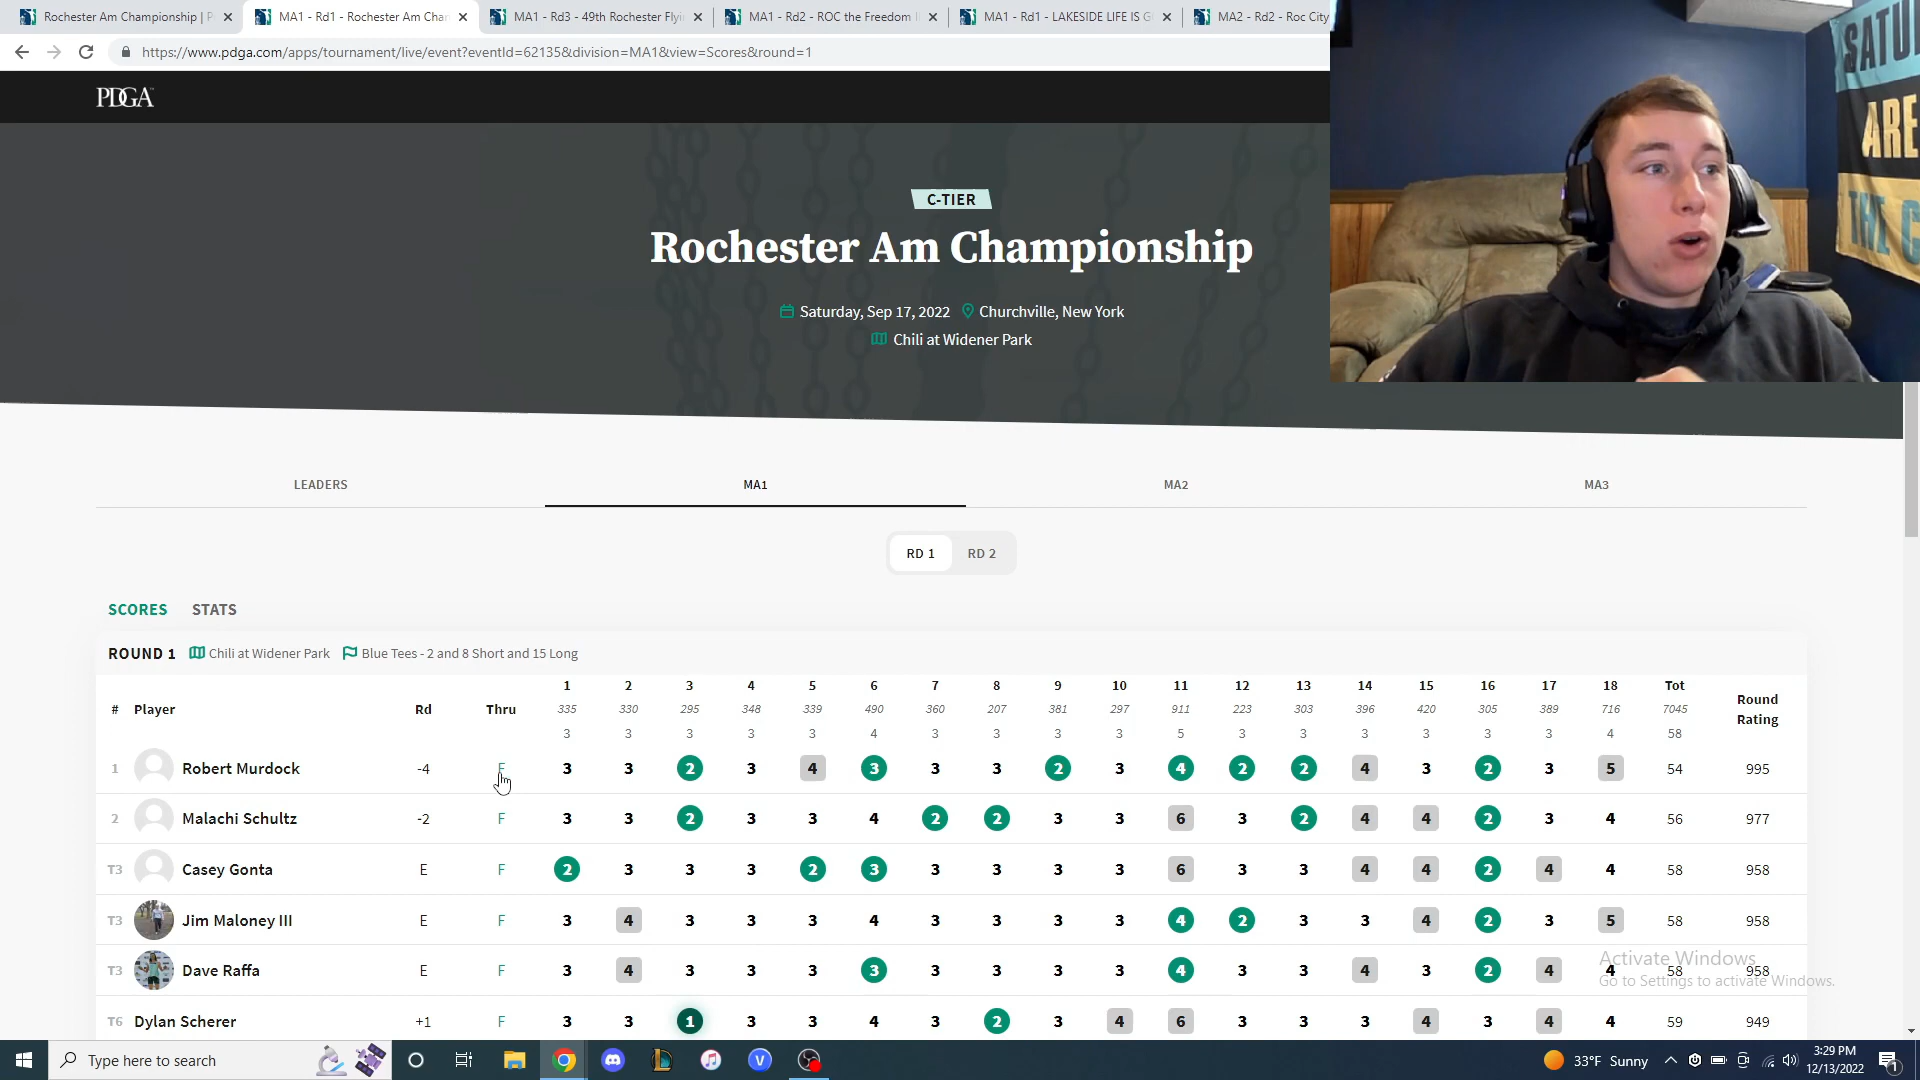 Rochester Am Championship | P
MA1 - Rd1 - Rochester Am Char
MA1 - Rd3 - 49th Rochester Flyi
MA1 - Rd2 - ROC the Freedom
MA1 - Rd1 - LAKESIDE LIFE IS G
MA2 - Rd2 - Roc City
https://www.pdga.com/apps/tournament/live/event?eventId=62135&division=MA1&view=Scores&round=1
PDGA
SATU
ARE
THE C
C-TIER
Rochester Am Championship
Saturday, Sep 17, 2022 Churchville, New York
Chili at Widener Park
LEADERS MA1 MA2 MA3
RD 1 RD 2
SCORES STATS
ROUND 1 Chili at Widener Park Blue Tees - 2 and 8 Short and 15 Long
# Player Rd Thru 1 2 3 4 5 6 7 8 9 10 11 12 13 14 15 16 17 18 Tot Round Rating
335 330 295 348 339 490 360 207 381 297 911 223 303 396 420 305 389 716 7045
3 3 3 3 3 4 3 3 3 3 5 3 3 3 3 3 3 4 58
1 Robert Murdock -4 F 3 3 2 3 4 3 3 3 2 3 4 2 2 4 3 2 3 5 54 995
2 Malachi Schultz -2 F 3 3 2 3 3 4 2 2 3 3 6 3 2 4 4 2 3 4 56 977
T3 Casey Gonta E F 2 3 3 3 2 3 3 3 3 3 6 3 3 4 4 2 4 4 58 958
T3 Jim Maloney III E F 3 4 3 3 3 4 3 3 3 3 4 2 3 3 4 2 3 5 58 958
T3 Dave Raffa E F 3 4 3 3 3 3 3 3 3 3 4 3 3 4 3 2 4 4 58 958
T6 Dylan Scherer +1 F 3 3 1 3 3 4 3 2 3 4 6 3 3 3 4 3 4 4 59 949
Activate Windows
Go to Settings to activate Windows.
Type here to search
V
33°F Sunny
3:29 PM
12/13/2022
1